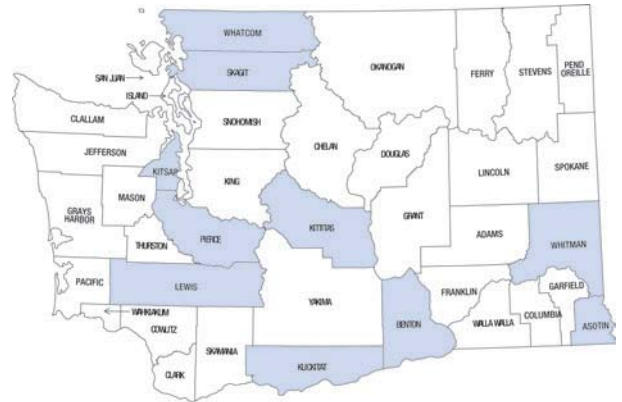 WHATCOM
SKAGIT
SAN JUAN
ISLAND
OKANOGAN
FERRY
STEVENS
PEND
OREILLE
CLALLAM
SNOHOMISH
CHELAN
DOUGLAS
JEFFERSON
KITSAP
KING
LINCOLN
SPOKANE
MASON
GRAYS
HARBOR
PIERCE
KITTITAS
GRANT
ADAMS
WHITMAN
THURSTON
PACIFIC
LEWIS
YAKIMA
FRANKLIN
GARFIELD
WAHKIAKUM
COWLITZ
BENTON
WALLA WALLA
COLUMBIA
ASOTIN
SKAMANIA
CLARK
KLICKITAT